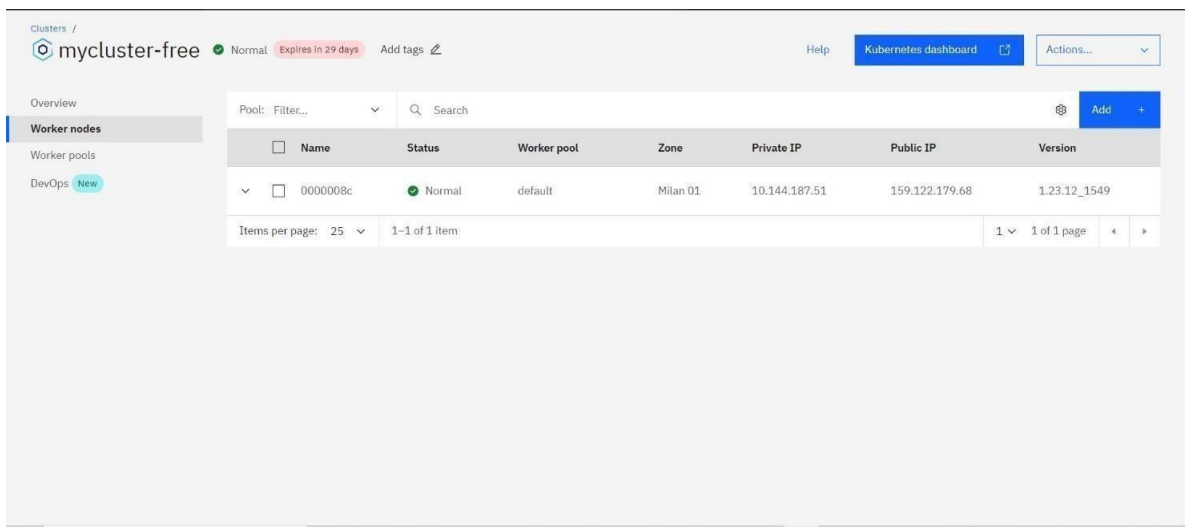 Clusters /
mycluster-free Normal Expires in 29 days Add tags Help Kubernetes dashboard Actions...
Overview
Worker nodes
Worker pools
DevOps New
Pool: Filter... Search Add +
Name Status Worker pool Zone Private IP Public IP Version
0000008c Normal default Milan 01 10.144.187.51 159.122.179.68 1.23.12_1549
Items per page: 25 1–1 of 1 item 1 1 of 1 page